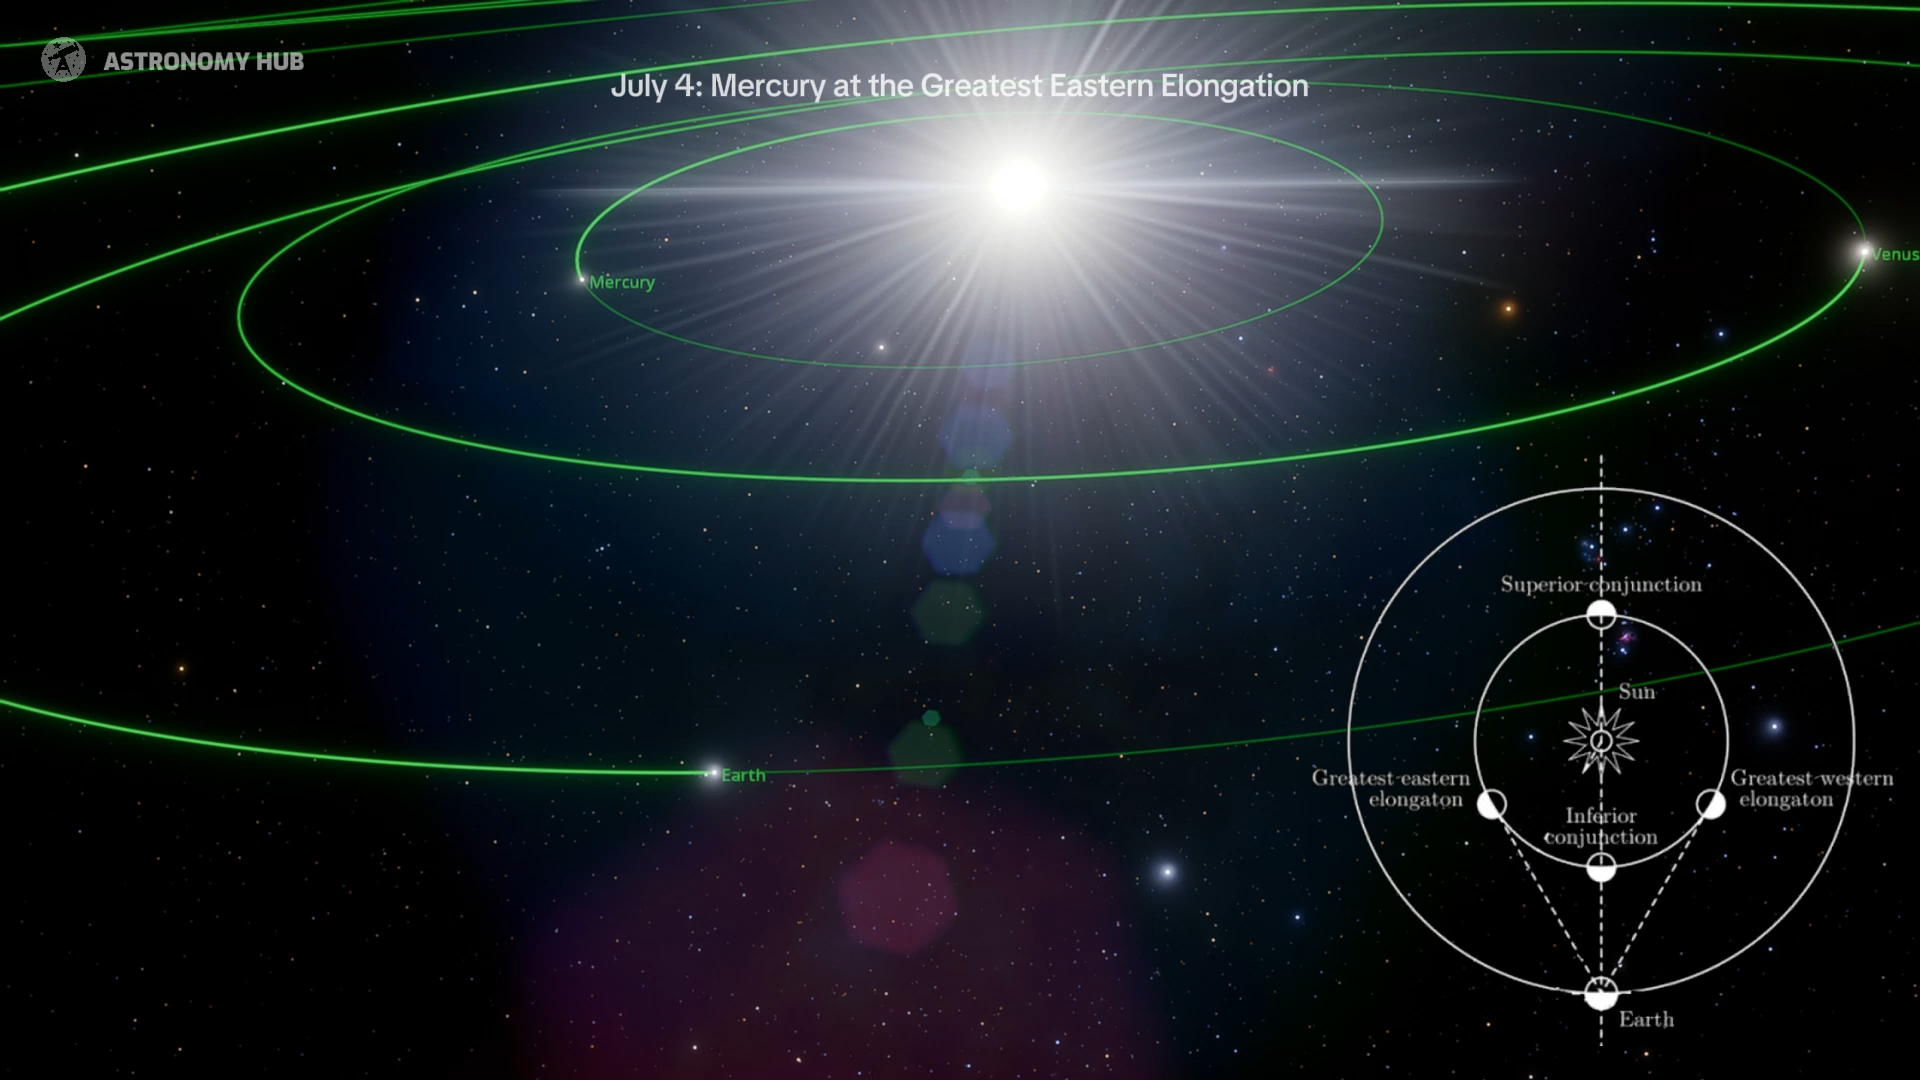 ASTRONOMY HUB
July 4: Mercury at the Greatest Eastern Elongation
Mercury
Venus
Earth
Superior conjunction
Sun
Greatest eastern
elongaton
Greatest western
elongaton
Inferior
conjunction
Earth